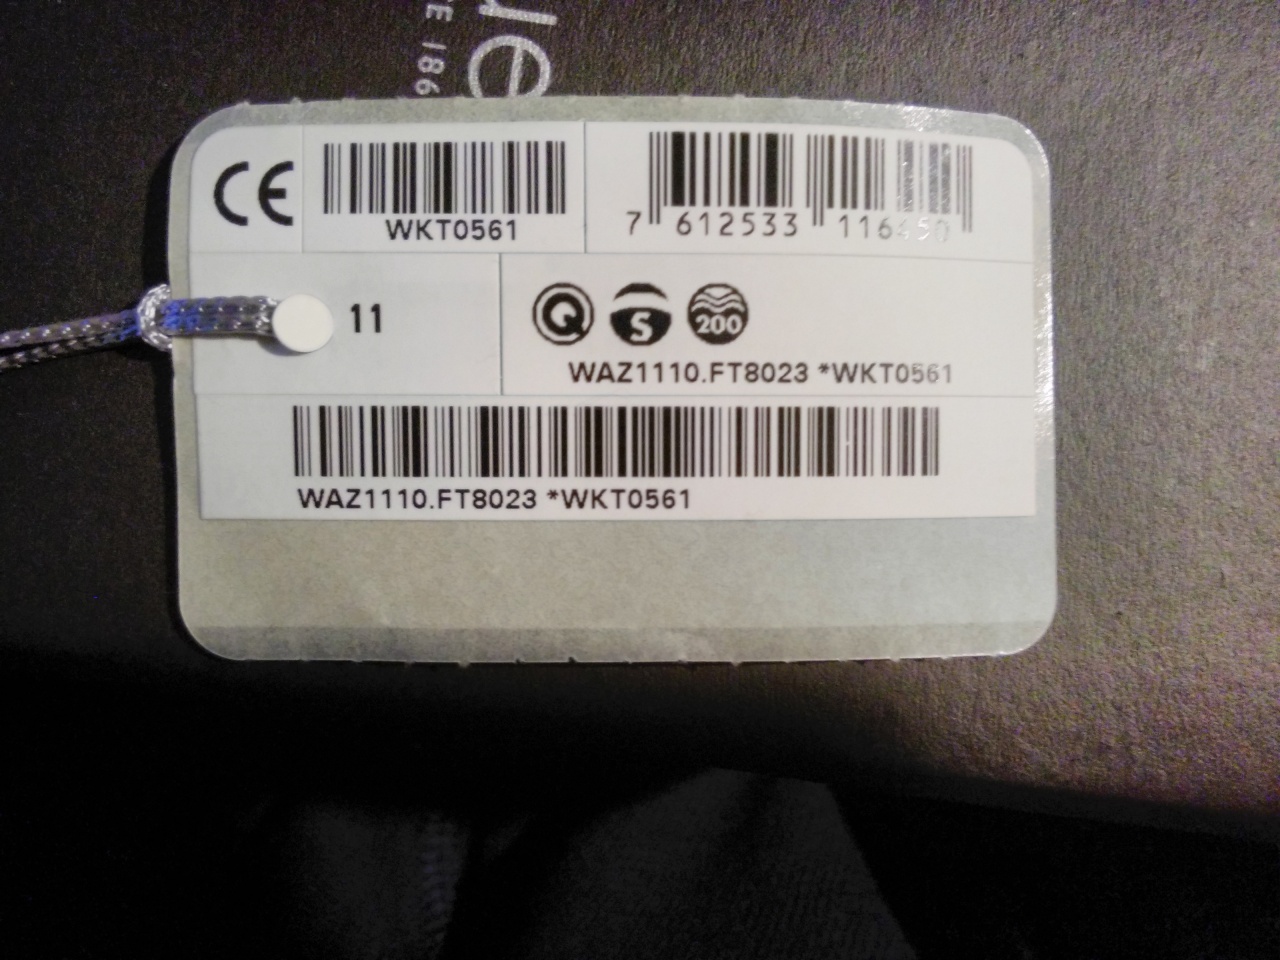 CE
WKT0561
7 612533 116450
11
Q S 200
WAZ1110.FT8023 *WKT0561
WAZ1110.FT8023 *WKT0561